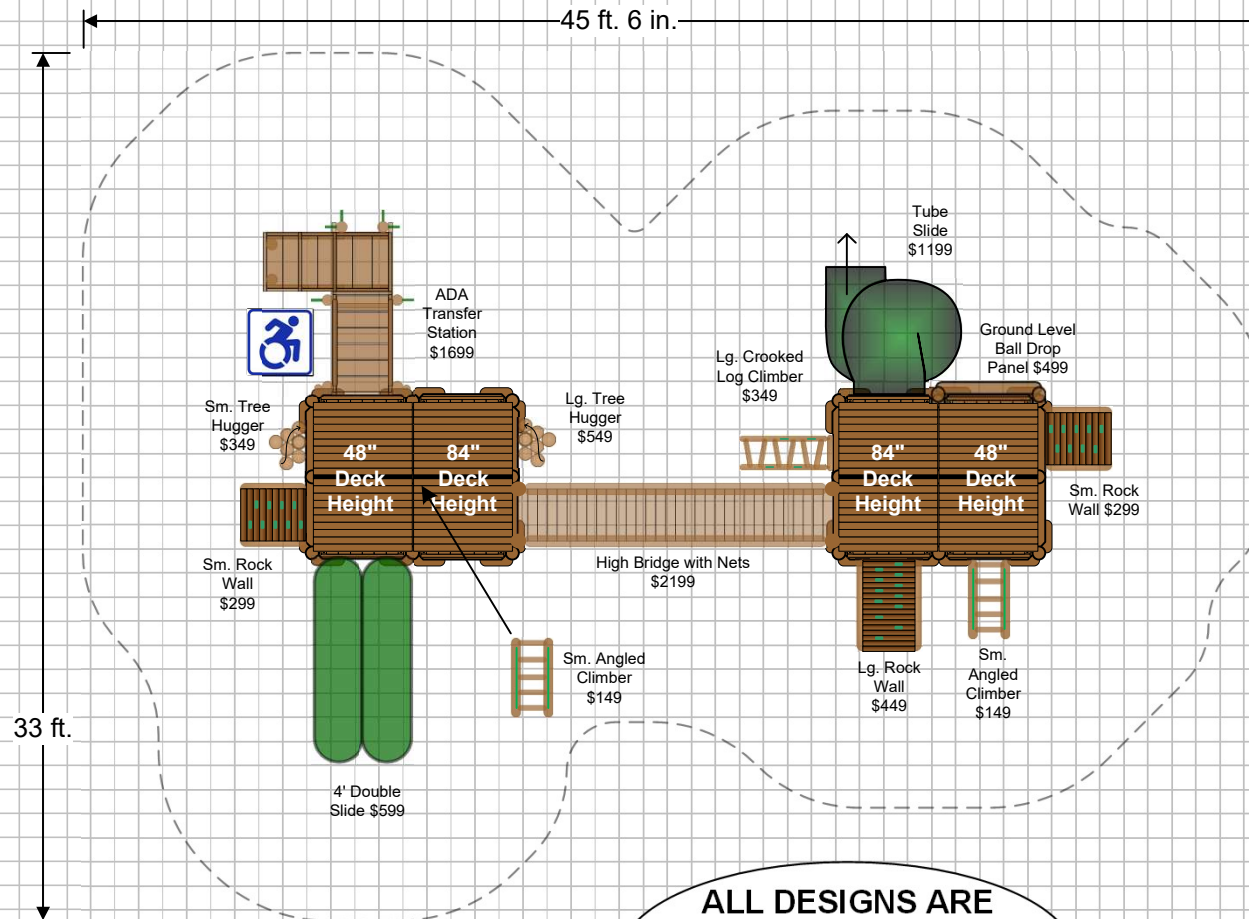 45 ft. 6 in.
Tube
Slide
$1199
ADA
Transfer
Station
$1699
Ground Level
Ball Drop
Panel $499
Lg. Crooked
Log Climber
$349
Sm. Tree
Hugger
$349
Lg. Tree
Hugger
$549
48"
Deck
Height
84"
Deck
Height
84"
Deck
Height
48"
Deck
Height
Sm. Rock
Wall $299
Sm. Rock
Wall
$299
High Bridge with Nets
$2199
Sm. Angled
Climber
$149
Lg. Rock
Wall
$449
Sm.
Angled
Climber
$149
33 ft.
4' Double
Slide $599
ALL DESIGNS ARE